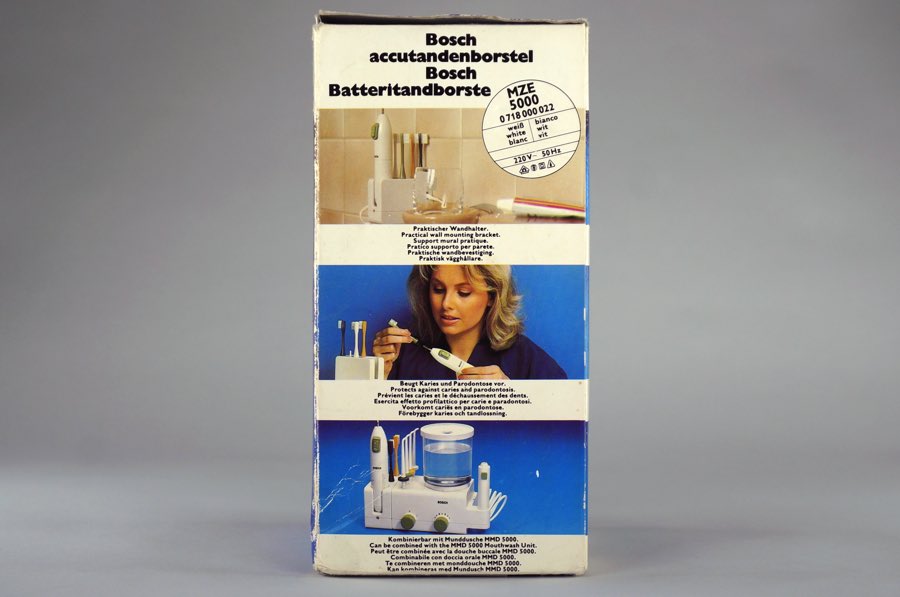 Bosch
accutandenborstel
Bosch
Batteritandborste
MZE
5000
0 718 000 022
weiß
white
blanc
bianco
wit
vit
220 V~ 50 Hz
Praktischer Wandhalter.
Practical wall mounting bracket.
Support mural pratique.
Pratico supporto per parete.
Praktische wandbevestiging.
Praktisk vägghållare.
Beugt Karies und Parodontose vor.
Protects against caries and parodontosis.
Prévient les caries et le déchaussement des dents.
Esercita effetto profilattico per carie e paradontosi.
Voorkomt cariës en parodontose.
Förebygger karies och tandlossning.
BOSCH
BOSCH
Kombinierbar mit Munddusche MMD 5000.
Can be combined with the MMD 5000 Mouthwash Unit.
Peut être combinée avec la douche buccale MMD 5000.
Combinabile con doccia orale MMD 5000.
Te combineren met monddouche MMD 5000.
Kan kombineras med Mundusch MMD 5000.